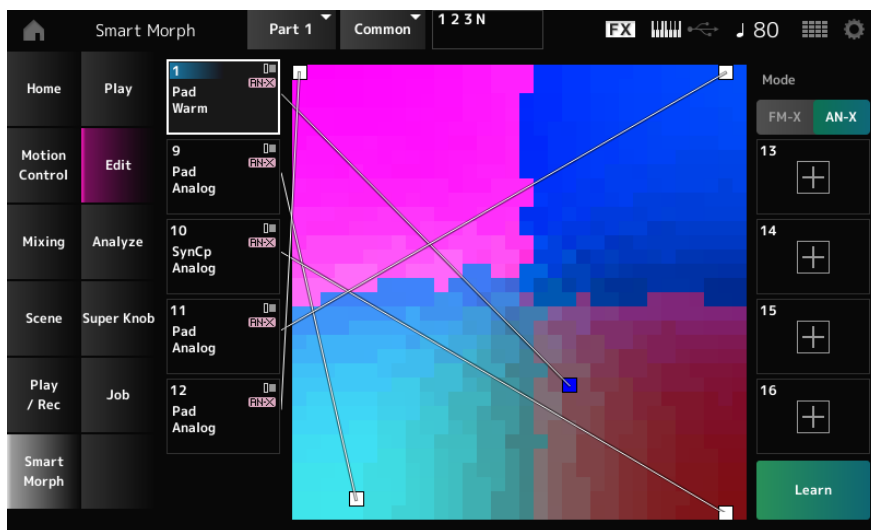 Smart Morph
Part 1
Common
1 2 3 N
FX
80
Home
Play
Motion
Control
Edit
Mixing
Analyze
Scene
Super Knob
Play
/ Rec
Job
Smart
Morph
1
Pad
Warm
AN-X
9
Pad
Analog
AN-X
10
SynCp
Analog
AN-X
11
Pad
Analog
AN-X
12
Pad
Analog
AN-X
Mode
FM-X
AN-X
13
14
15
16
Learn